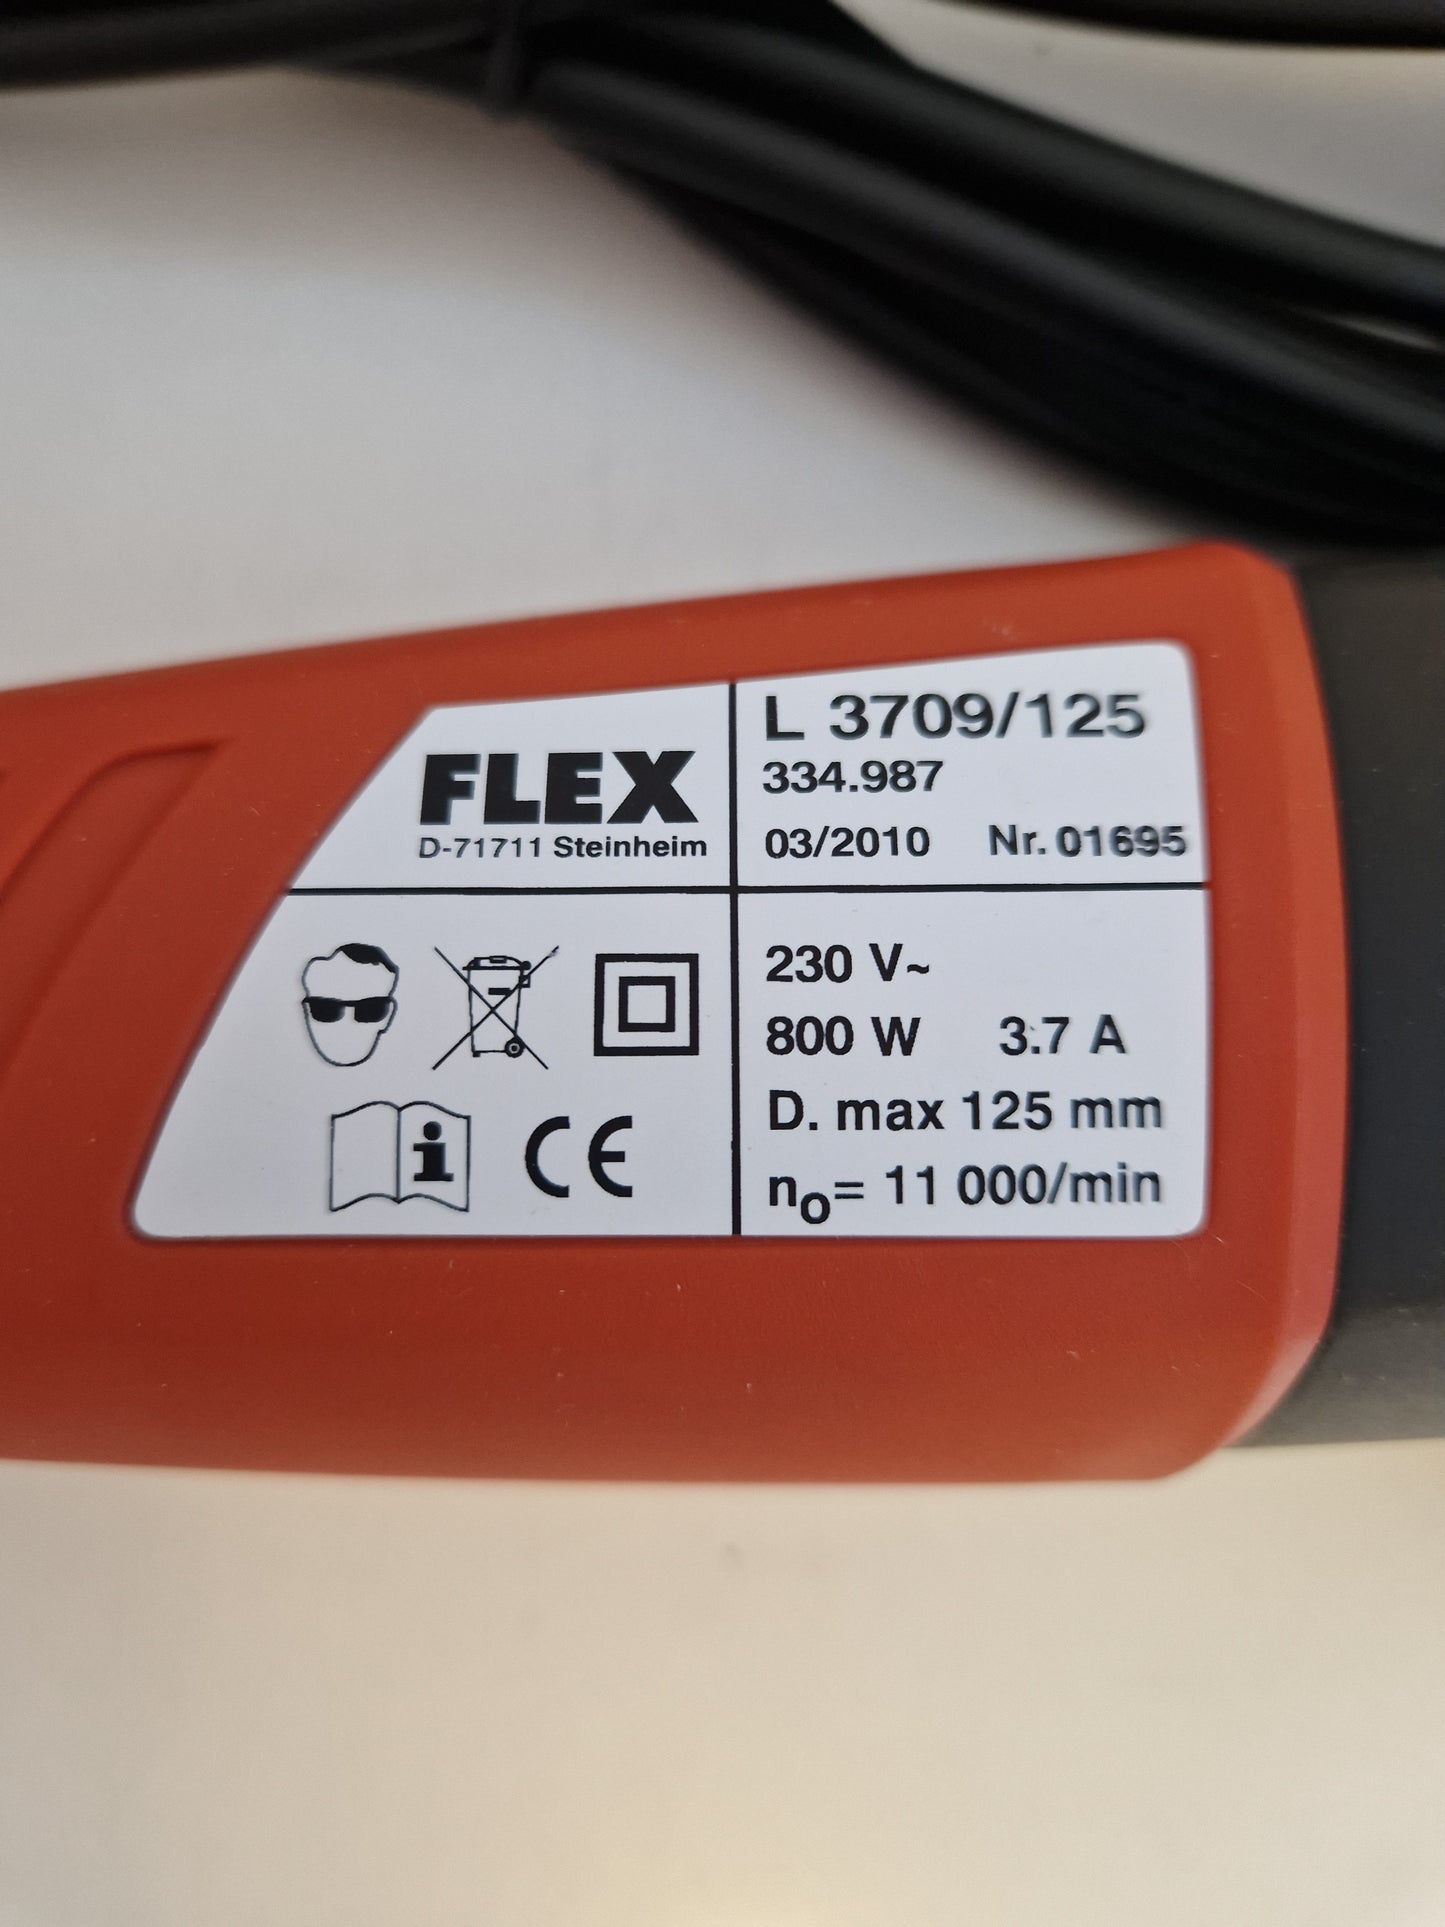 FLEX
D-71711 Steinheim
L 3709/125
334.987
03/2010 Nr. 01695
230 V~
800 W 3.7 A
D. max 125 mm
n₀= 11 000/min
i
CE